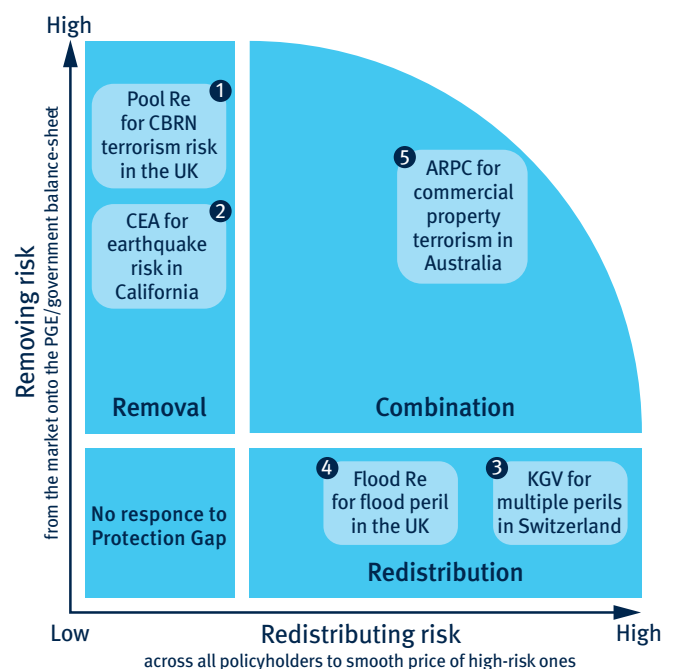 High
Removing risk
from the market onto the PGE/government balance-sheet
1
Pool Re
for CBRN
terrorism risk
in the UK
2
CEA for
earthquake
risk in
California
Removal
5
ARPC for
commercial
property
terrorism in
Australia
Combination
No responce to
Protection Gap
4
Flood Re
for flood peril
in the UK
3
KGV for
multiple perils
in Switzerland
Redistribution
Low
Redistributing risk
High
across all policyholders to smooth price of high-risk ones